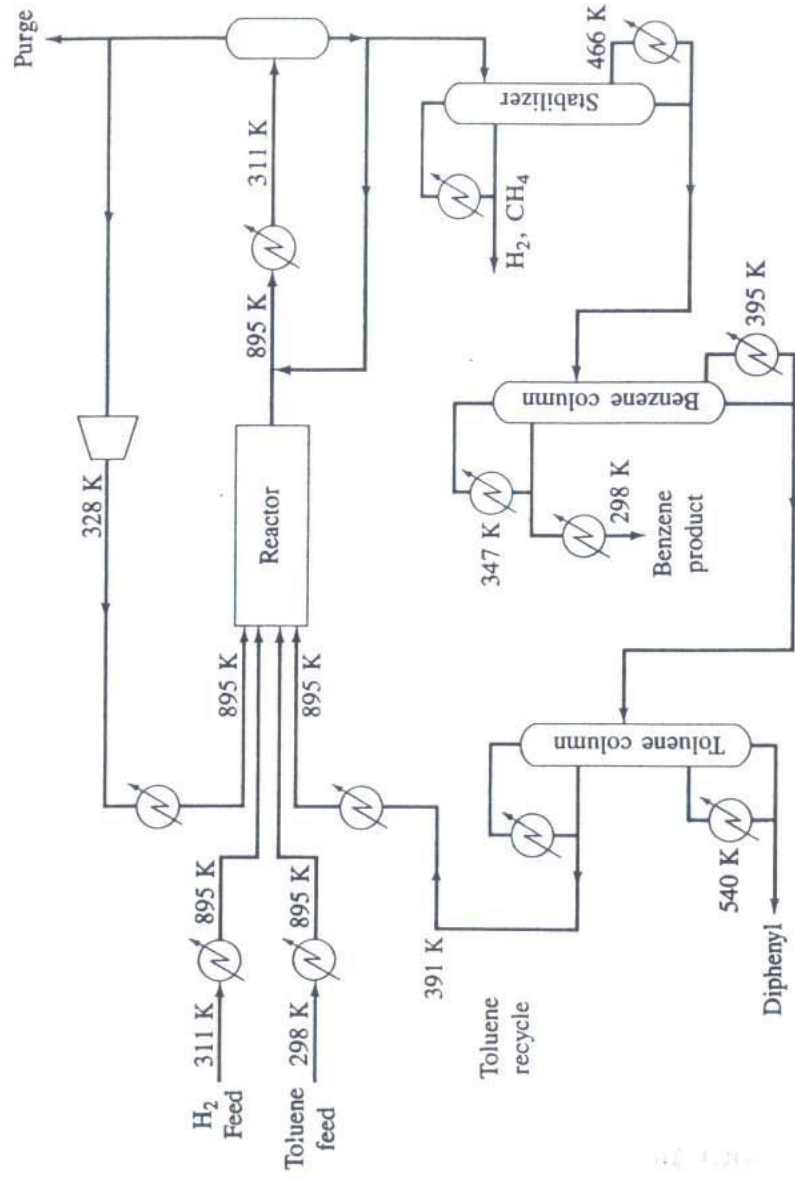 Purge
328 K
895 K
311 K
Reactor
895 K
895 K
H₂
Feed
311 K
895 K
Toluene
feed
298 K
895 K
391 K
Toluene
recycle
Toluene column
540 K
Diphenyl
347 K
298 K
Benzene
product
Benzene column
395 K
H₂, CH₄
Stabilizer
466 K